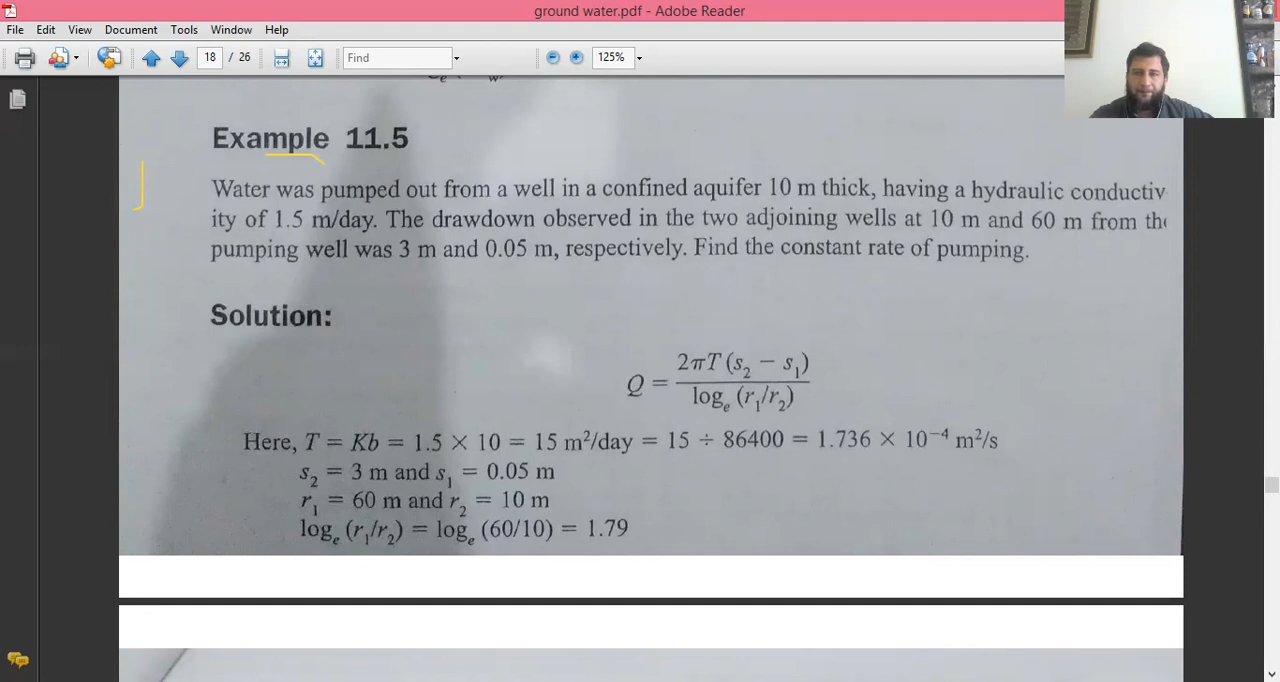 ground water.pdf - Adobe Reader
File Edit View Document Tools Window Help
18 / 26 Find 125%
Example 11.5
Water was pumped out from a well in a confined aquifer 10 m thick, having a hydraulic conductiv
ity of 1.5 m/day. The drawdown observed in the two adjoining wells at 10 m and 60 m from the
pumping well was 3 m and 0.05 m, respectively. Find the constant rate of pumping.
Solution:
Q = 2πT (s₂ − s₁) / logₑ (r₁/r₂)
Here, T = Kb = 1.5 × 10 = 15 m²/day = 15 ÷ 86400 = 1.736 × 10⁻⁴ m²/s
s₂ = 3 m and s₁ = 0.05 m
r₁ = 60 m and r₂ = 10 m
logₑ (r₁/r₂) = logₑ (60/10) = 1.79